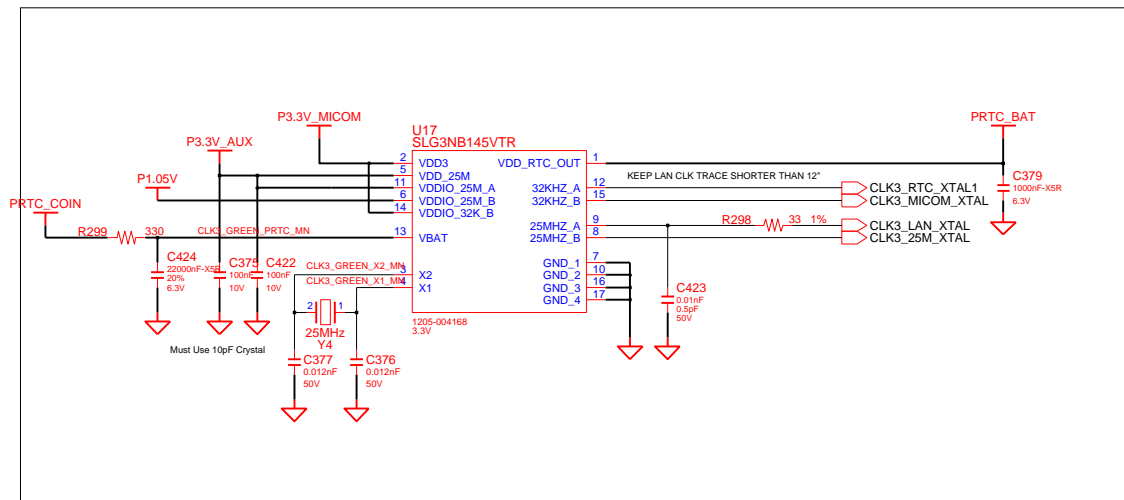 P3.3V_MICOM
U17
SLG3NB145VTR
PRTC_BAT
P3.3V_AUX
2 VDD3 VDD_RTC_OUT 1
5 VDD_25M
KEEP LAN CLK TRACE SHORTER THAN 12"
C379
1000nF-X5R
6.3V
P1.05V
11 VDDIO_25M_A 32KHZ_A 12 CLK3_RTC_XTAL1
6 VDDIO_25M_B 32KHZ_B 15 CLK3_MICOM_XTAL
14 VDDIO_32K_B
PRTC_COIN
25MHZ_A 9 R298 33 1% CLK3_LAN_XTAL
R299 330 CLK3_GREEN_PRTC_MN 13 VBAT 25MHZ_B 8 CLK3_25M_XTAL
C424
22000nF-X5R
20%
6.3V
C375
100nF
10V
C422
100nF
10V
CLK3_GREEN_X2_MN
3 X2
CLK3_GREEN_X1_MN
4 X1
GND_1 7
GND_2 10
GND_3 16
GND_4 17
C423
0.01nF
0.5pF
50V
2 1
25MHz
Y4
1205-004168
3.3V
Must Use 10pF Crystal
C377
0.012nF
50V
C376
0.012nF
50V